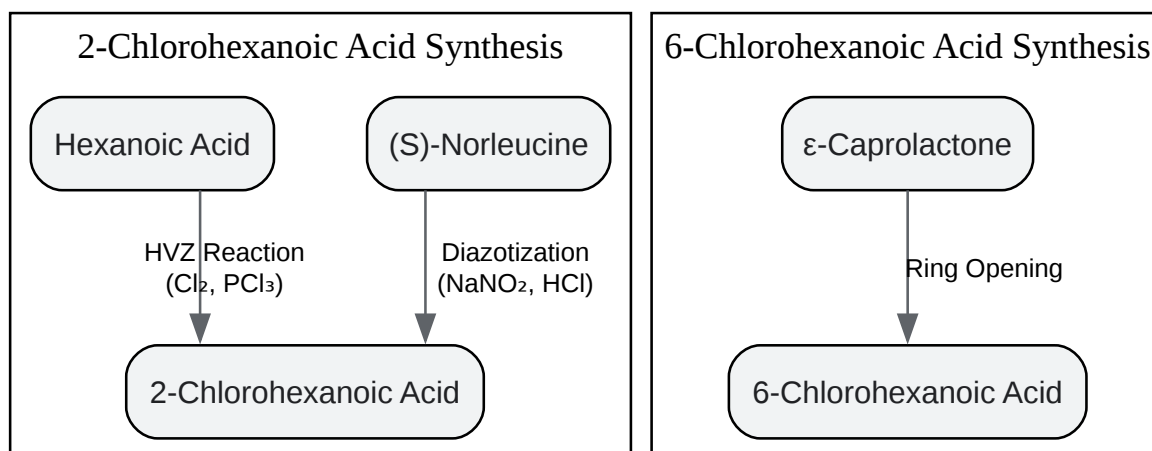 2-Chlorohexanoic Acid Synthesis
Hexanoic Acid
(S)-Norleucine
HVZ Reaction
(Cl₂, PCl₃)
Diazotization
(NaNO₂, HCl)
2-Chlorohexanoic Acid
6-Chlorohexanoic Acid Synthesis
ε-Caprolactone
Ring Opening
6-Chlorohexanoic Acid